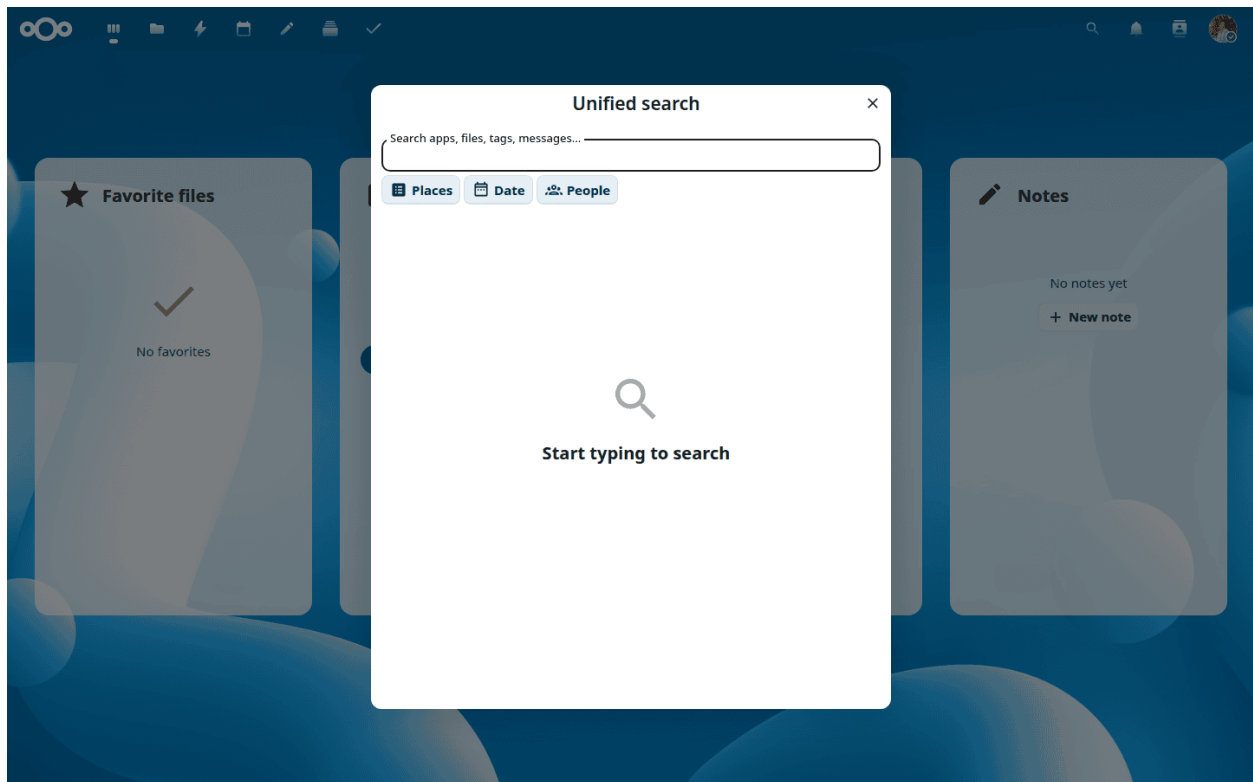 Unified search
Search apps, files, tags, messages...
Places Date People
Favorite files
Notes
No notes yet
+ New note
No favorites
Start typing to search